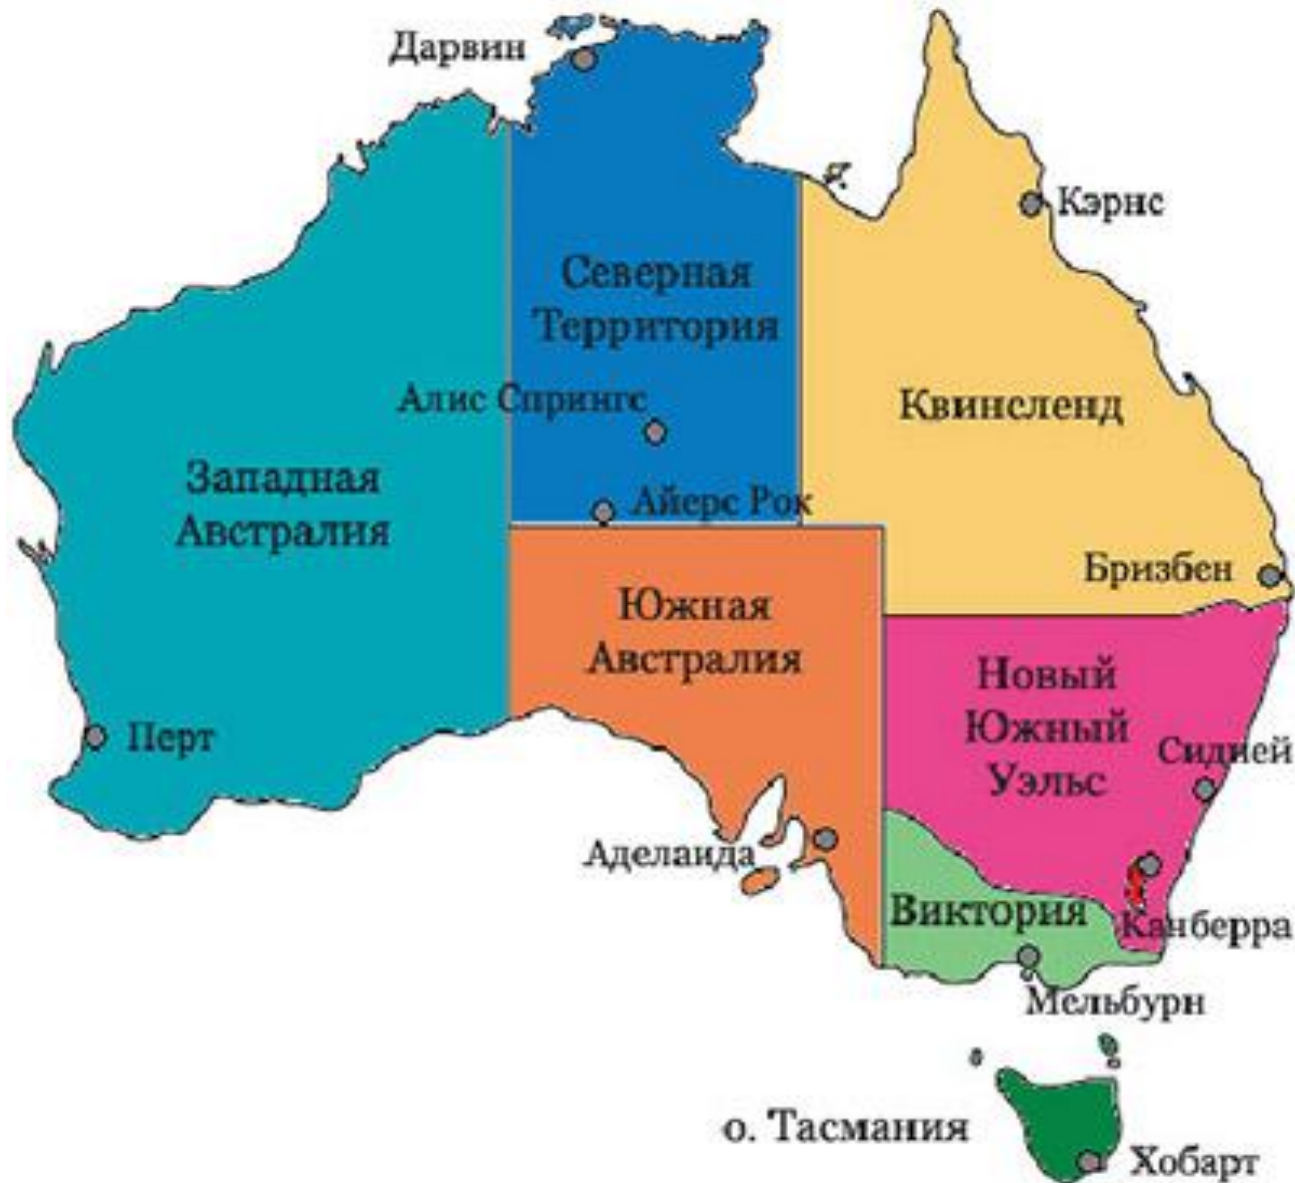 Дарвин
Кэрнс
Северная
Территория
Алис Спрингс
Квинсленд
Западная
Австралия
Айерс Рок
Бризбен
Южная
Австралия
Новый
Южный
Уэльс
Перт
Сидней
Аделаида
Виктория
Канберра
Мельбурн
о. Тасмания
Хобарт